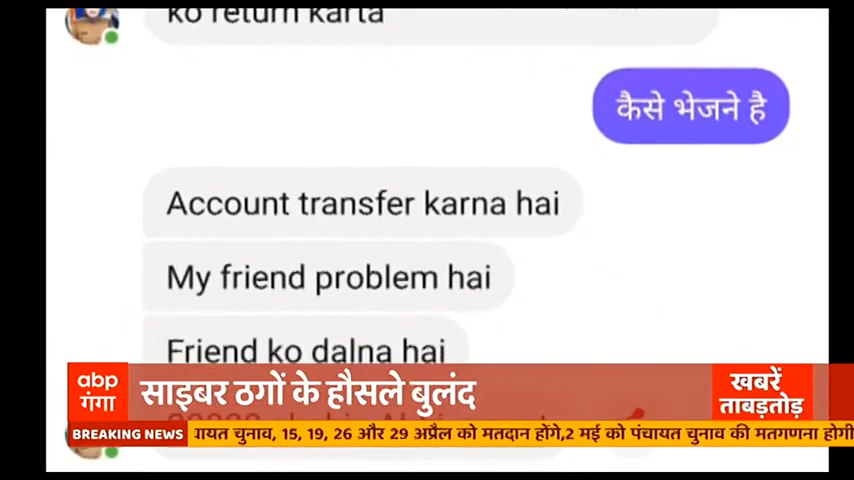 ko return karta
कैसे भेजने है
Account transfer karna hai
My friend problem hai
Friend ko dalna hai
abp
गंगा
साइबर ठगों के हौसले बुलंद
खबरें
ताबड़तोड़
BREAKING NEWS
रायत चुनाव, 15, 19, 26 और 29 अप्रैल को मतदान होंगे,2 मई को पंचायत चुनाव की मतगणना होगी